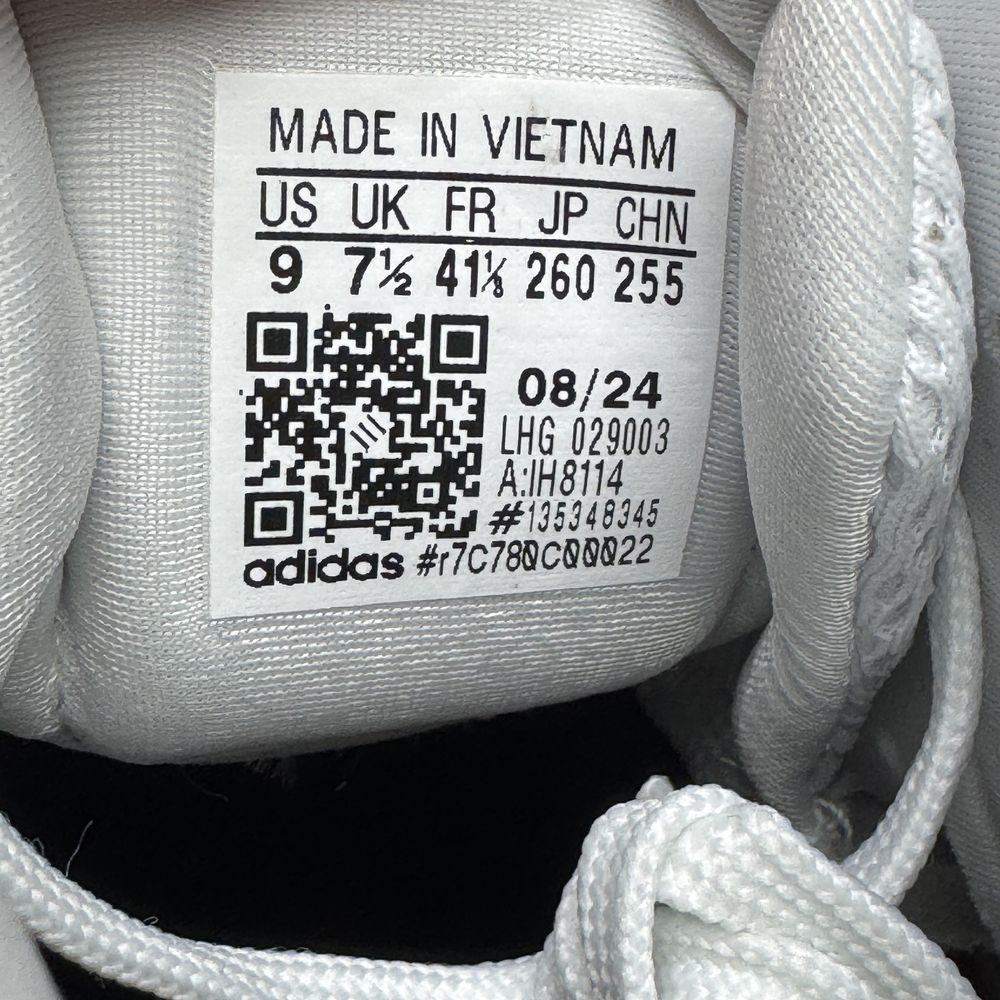 MADE IN VIETNAM
US UK FR JP CHN
9 7½ 41⅓ 260 255
08/24
LHG 029003
A:IH8114
#135348345
adidas #r7C780C00022